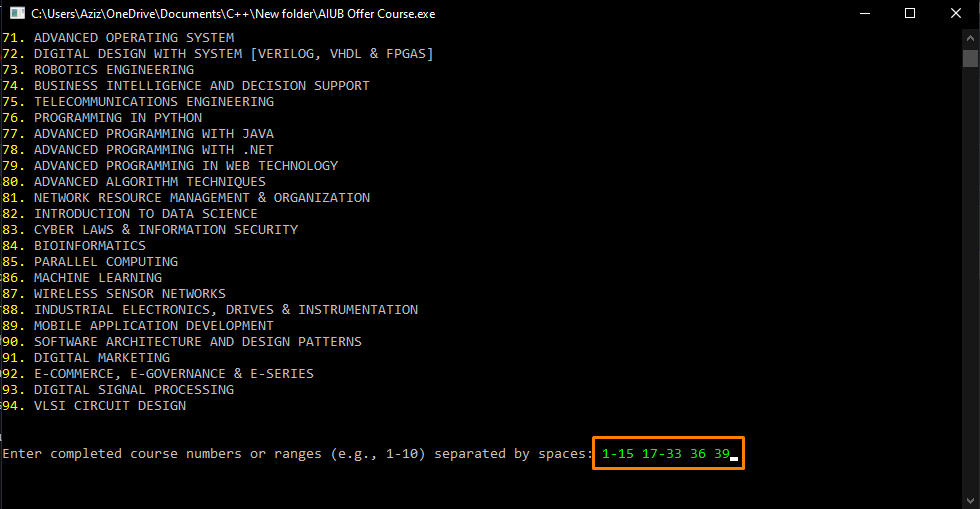 C:\Users\Aziz\OneDrive\Documents\C++\New folder\AIUB Offer Course.exe
71. ADVANCED OPERATING SYSTEM
72. DIGITAL DESIGN WITH SYSTEM [VERILOG, VHDL & FPGAS]
73. ROBOTICS ENGINEERING
74. BUSINESS INTELLIGENCE AND DECISION SUPPORT
75. TELECOMMUNICATIONS ENGINEERING
76. PROGRAMMING IN PYTHON
77. ADVANCED PROGRAMMING WITH JAVA
78. ADVANCED PROGRAMMING WITH .NET
79. ADVANCED PROGRAMMING IN WEB TECHNOLOGY
80. ADVANCED ALGORITHM TECHNIQUES
81. NETWORK RESOURCE MANAGEMENT & ORGANIZATION
82. INTRODUCTION TO DATA SCIENCE
83. CYBER LAWS & INFORMATION SECURITY
84. BIOINFORMATICS
85. PARALLEL COMPUTING
86. MACHINE LEARNING
87. WIRELESS SENSOR NETWORKS
88. INDUSTRIAL ELECTRONICS, DRIVES & INSTRUMENTATION
89. MOBILE APPLICATION DEVELOPMENT
90. SOFTWARE ARCHITECTURE AND DESIGN PATTERNS
91. DIGITAL MARKETING
92. E-COMMERCE, E-GOVERNANCE & E-SERIES
93. DIGITAL SIGNAL PROCESSING
94. VLSI CIRCUIT DESIGN
Enter completed course numbers or ranges (e.g., 1-10) separated by spaces: 1-15 17-33 36 39